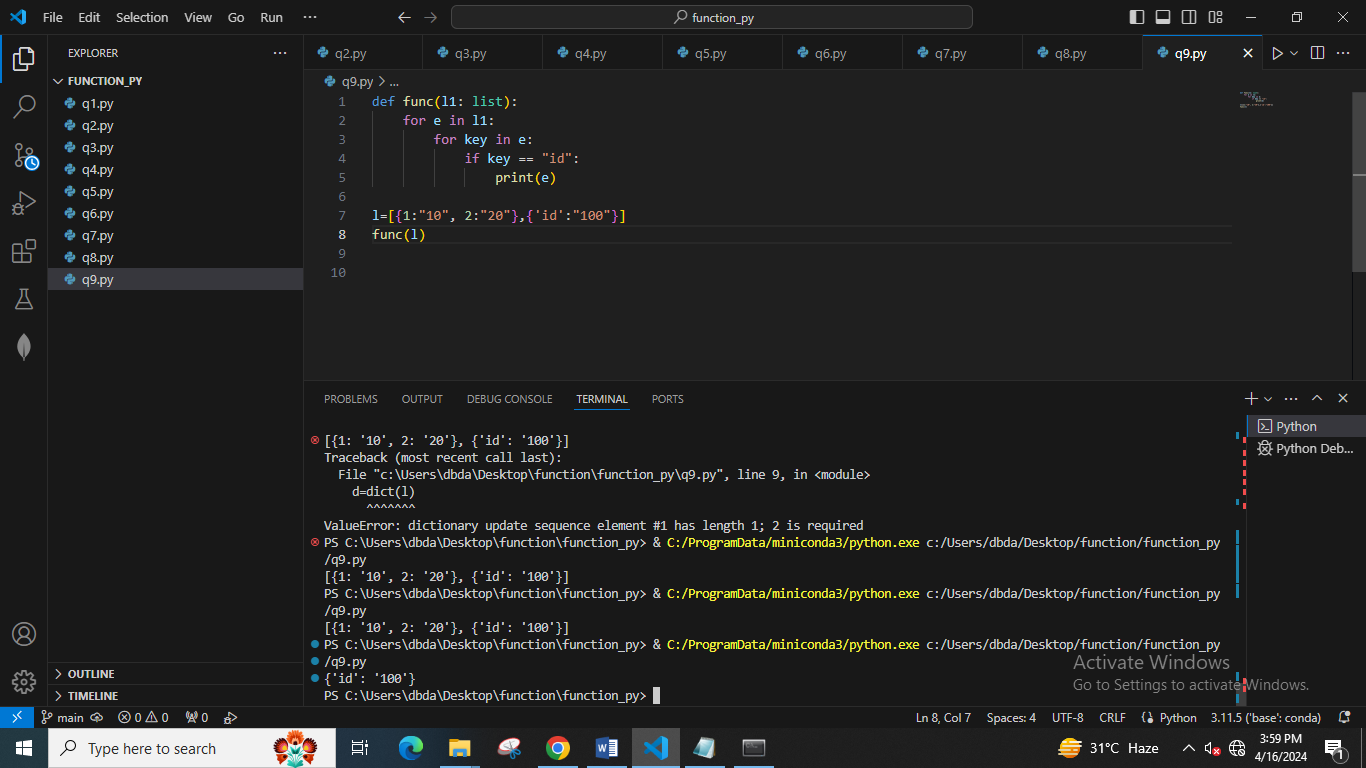 File Edit Selection View Go Run ··· function_py
EXPLORER ···
FUNCTION_PY
q1.py
q2.py
q3.py
q4.py
q5.py
q6.py
q7.py
q8.py
q9.py
OUTLINE
TIMELINE
q2.py q3.py q4.py q5.py q6.py q7.py q8.py q9.py
q9.py > ...
1 def func(l1: list):
2 for e in l1:
3 for key in e:
4 if key == "id":
5 print(e)
6
7 l=[{1:"10", 2:"20"},{'id':"100"}]
8 func(l)
9
10
PROBLEMS OUTPUT DEBUG CONSOLE TERMINAL PORTS
[{1: '10', 2: '20'}, {'id': '100'}]
Traceback (most recent call last):
File "c:\Users\dbda\Desktop\function\function_py\q9.py", line 9, in <module>
d=dict(l)
^^^^^^^
ValueError: dictionary update sequence element #1 has length 1; 2 is required
PS C:\Users\dbda\Desktop\function\function_py> & C:/ProgramData/miniconda3/python.exe c:/Users/dbda/Desktop/function/function_py
/q9.py
[{1: '10', 2: '20'}, {'id': '100'}]
PS C:\Users\dbda\Desktop\function\function_py> & C:/ProgramData/miniconda3/python.exe c:/Users/dbda/Desktop/function/function_py
/q9.py
[{1: '10', 2: '20'}, {'id': '100'}]
PS C:\Users\dbda\Desktop\function\function_py> & C:/ProgramData/miniconda3/python.exe c:/Users/dbda/Desktop/function/function_py
/q9.py
{'id': '100'}
PS C:\Users\dbda\Desktop\function\function_py>
Python
Python Deb...
Activate Windows
Go to Settings to activate Windows.
main 0 0 0 Ln 8, Col 7 Spaces: 4 UTF-8 CRLF Python 3.11.5 ('base': conda)
Type here to search 31°C Haze 3:59 PM
4/16/2024
1